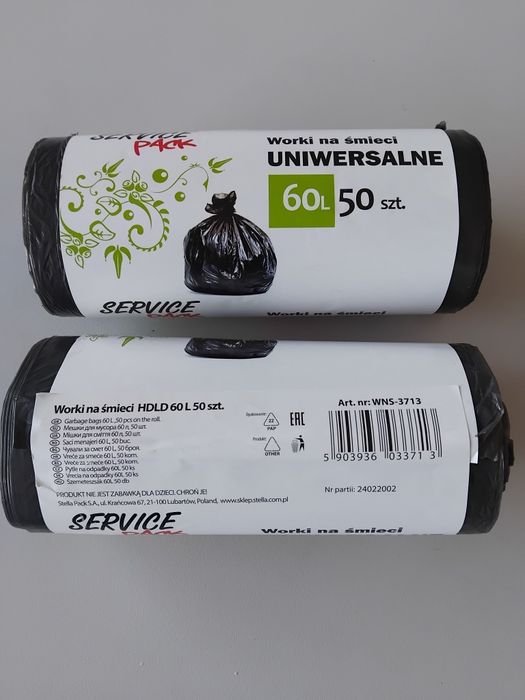 SERVICE
PACK
Worki na śmieci
UNIWERSALNE
60L 50 szt.
SERVICE
PACK
Worki na śmieci
Worki na śmieci HDLD 60 L 50 szt.
Garbage bags 60 L ,50 pcs on the roll.
Мешки для мусора 60 л, 50 шт.
Мішки для сміття 60 л, 50 шт.
Saci menajeri 60 L, 50 buc.
Чували за смет 60 L, 50 броя.
Vreće za smeće 60 L, 50 kom.
Vreće za smeće 60 L, 50 kom.
Pytle na odpadky 60L, 50 ks
Vrecia na odpadky 60L, 50 ks
Szemeteszsák 60L, 50 db
PRODUKT NIE JEST ZABAWKĄ DLA DZIECI. CHROŃ JE!
Stella Pack S.A., ul. Krańcowa 67, 21-100 Lubartów, Poland, www.sklep.stella.com.pl
Opakowanie:
22
PAP
Produkt:
OTHER
EAC
Art. nr: WNS-3713
5 903936 033713
Nr partii: 24022002
SERVICE
PACK
Worki na śmieci